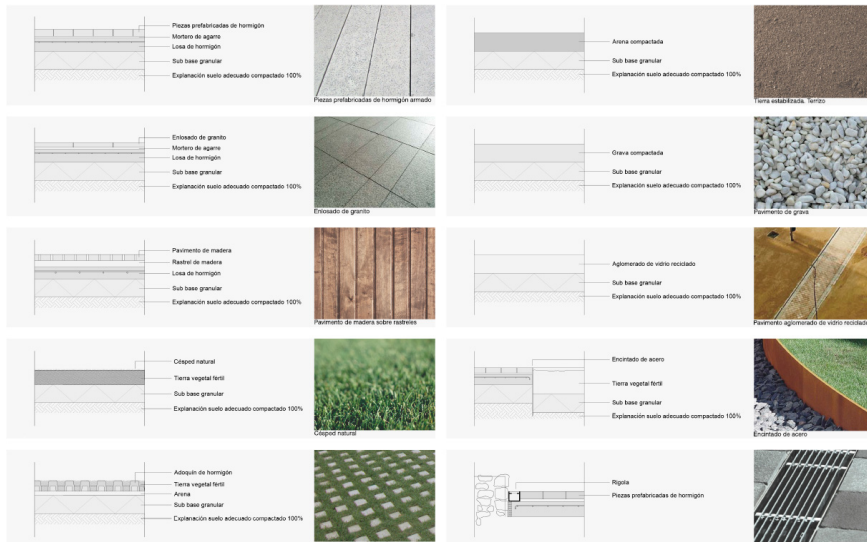 Piezas prefabricadas de hormigón
Mortero de agarre
Losa de hormigón
Sub base granular
Explanación suelo adecuado compactado 100%
Piezas prefabricadas de hormigón armado
Arena compactada
Sub base granular
Explanación suelo adecuado compactado 100%
Tierra estabilizada. Terrizo
Enlosado de granito
Mortero de agarre
Losa de hormigón
Sub base granular
Explanación suelo adecuado compactado 100%
Enlosado de granito
Grava compactada
Sub base granular
Explanación suelo adecuado compactado 100%
Pavimento de grava
Pavimento de madera
Rastrel de madera
Losa de hormigón
Sub base granular
Explanación suelo adecuado compactado 100%
Pavimento de madera sobre rastreles
Aglomerado de vidrio reciclado
Sub base granular
Explanación suelo adecuado compactado 100%
Pavimento aglomerado de vidrio reciclado
Césped natural
Tierra vegetal fértil
Sub base granular
Explanación suelo adecuado compactado 100%
Césped natural
Encintado de acero
Tierra vegetal fértil
Sub base granular
Explanación suelo adecuado compactado 100%
Encintado de acero
Adoquín de hormigón
Tierra vegetal fértil
Arena
Sub base granular
Explanación suelo adecuado compactado 100%
Rigola
Piezas prefabricadas de hormigón